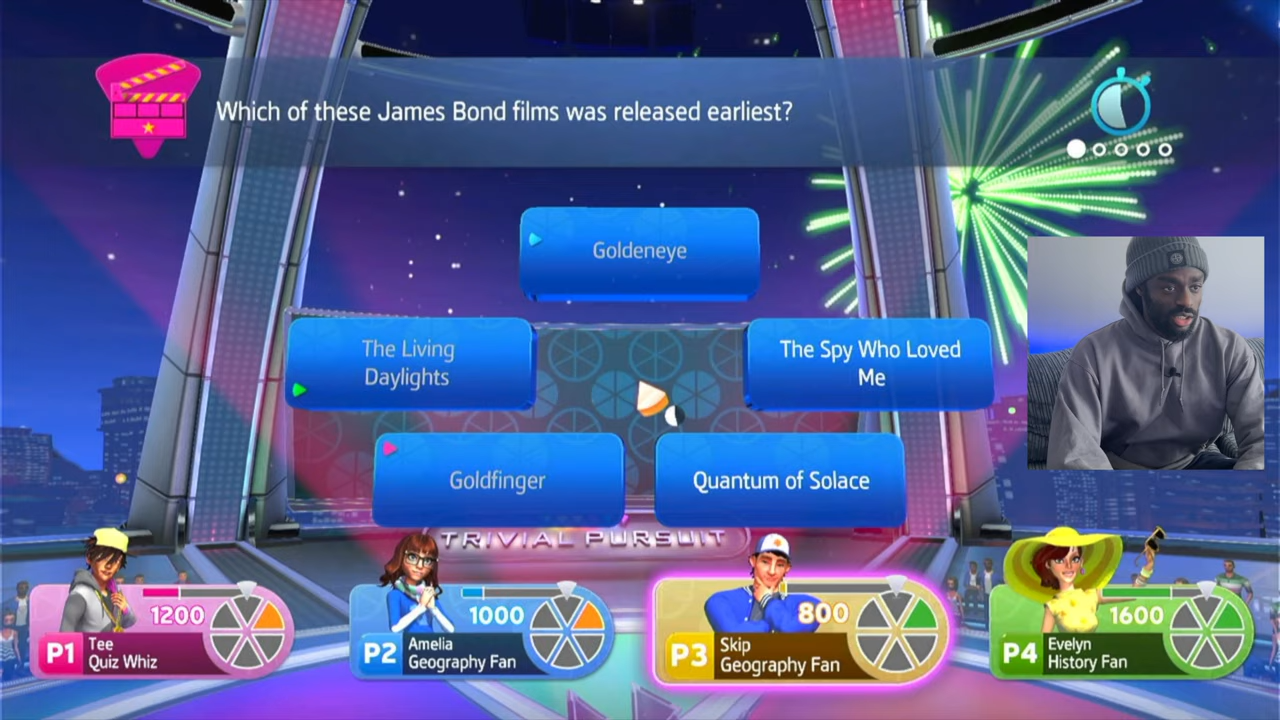 Which of these James Bond films was released earliest?
Goldeneye
The Living
Daylights
The Spy Who Loved
Me
Goldfinger
Quantum of Solace
TRIVIAL PURSUIT
P1
1200
Tee
Quiz Whiz
P2
1000
Amelia
Geography Fan
P3
800
Skip
Geography Fan
P4
1600
Evelyn
History Fan